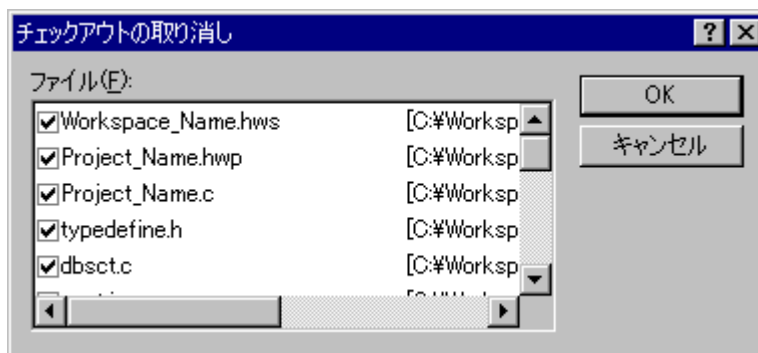 チェックアウトの取り消し
ファイル(F):
Workspace_Name.hws [C:¥Worksp
Project_Name.hwp [C:¥Worksp
Project_Name.c [C:¥Worksp
typedefine.h [C:¥Worksp
dbsct.c [C:¥Worksp
OK
キャンセル